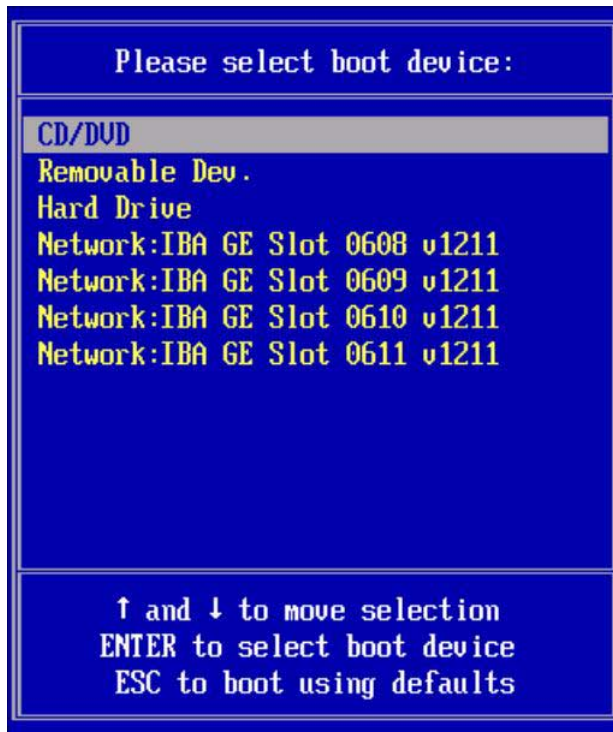 Please select boot device:
CD/DVD
Removable Dev.
Hard Drive
Network:IBA GE Slot 0608 v1211
Network:IBA GE Slot 0609 v1211
Network:IBA GE Slot 0610 v1211
Network:IBA GE Slot 0611 v1211
↑ and ↓ to move selection
ENTER to select boot device
ESC to boot using defaults